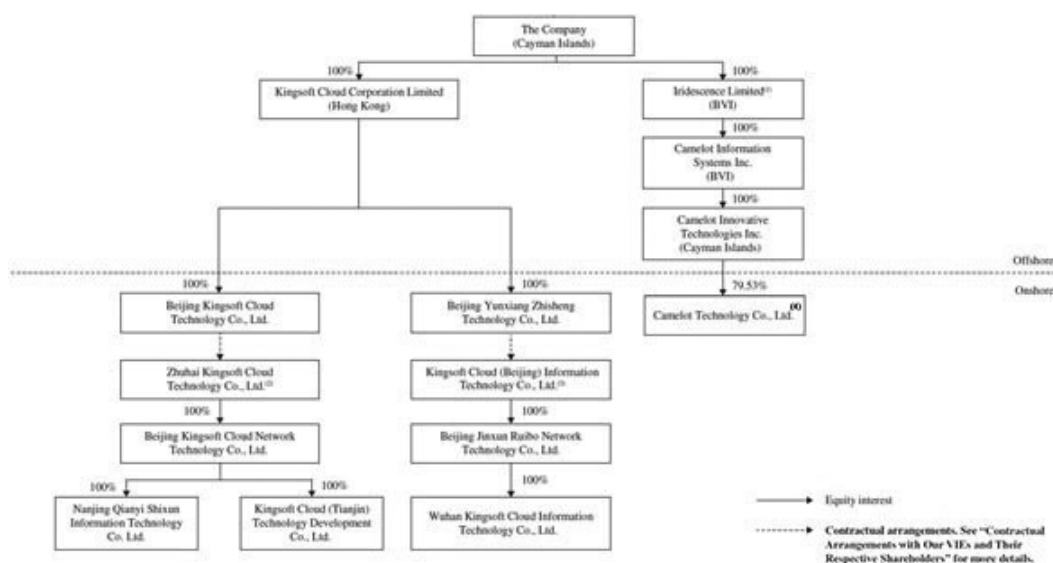 The Company
(Cayman Islands)
100%
100%
Kingsoft Cloud Corporation Limited
(Hong Kong)
Iridescence Limited(1)
(BVI)
100%
Camelot Information
Systems Inc.
(BVI)
100%
Camelot Innovative
Technologies Inc.
(Cayman Islands)
Offshore
Onshore
100%
100%
79.53%
Beijing Kingsoft Cloud
Technology Co., Ltd.
Beijing Yunxiang Zhisheng
Technology Co., Ltd.
Camelot Technology Co., Ltd.
Zhuhai Kingsoft Cloud
Technology Co., Ltd.(2)
Kingsoft Cloud (Beijing) Information
Technology Co., Ltd.(3)
100%
100%
Beijing Kingsoft Cloud Network
Technology Co., Ltd.
Beijing Jinxun Ruibo Network
Technology Co., Ltd.
100%
100%
100%
Nanjing Qianyi Shixun
Information Technology
Co. Ltd.
Kingsoft Cloud (Tianjin)
Technology Development
Co., Ltd.
Wuhan Kingsoft Cloud Information
Technology Co., Ltd.
Equity interest
Contractual arrangements. See “Contractual
Arrangements with Our VIEs and Their
Respective Shareholders” for more details.